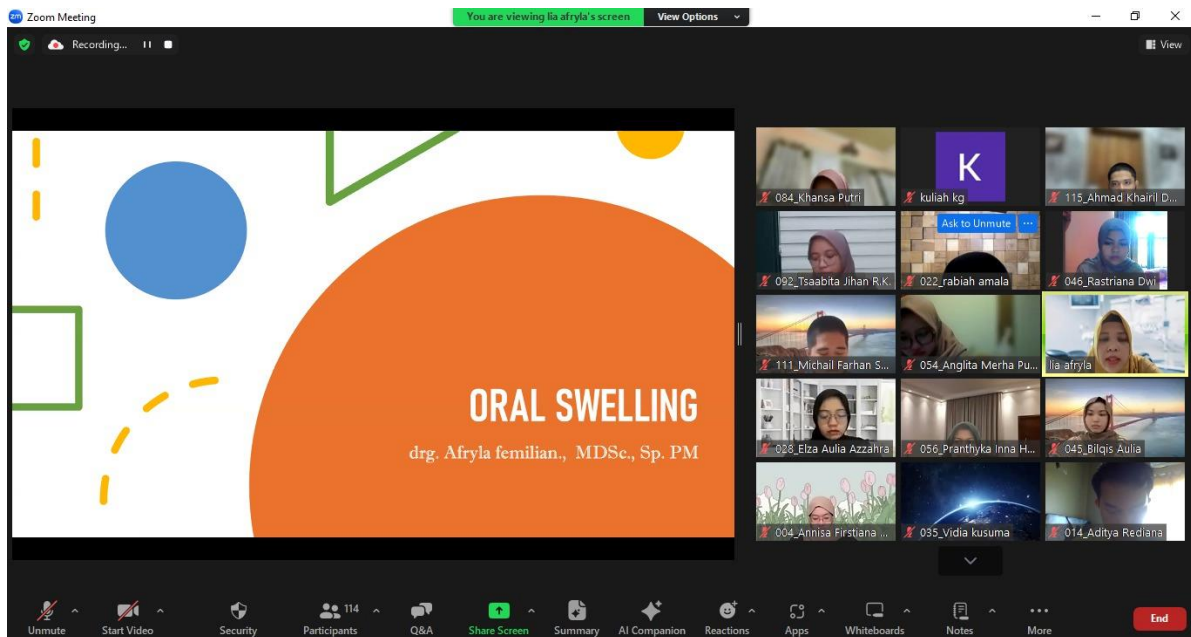 zm Zoom Meeting
You are viewing lia afryla's screen View Options
Recording...
View
ORAL SWELLING
drg. Afryla femilian., MDSc., Sp. PM
084_Khansa Putri
K
kuliah kg
115_Ahmad Khairil D...
092_Tsaabita Jihan R.K.
Ask to Unmute ...
022_rabiah amala
046_Rastriana Dwi
111_Michail Farhan S...
054_Anglita Merha Pu...
lia afryla
028_Elza Aulia Azzahra
056_Pranthyka Inna H...
045_Bilqis Aulia
004_Annisa Firstiana ...
035_Vidia kusuma
014_Aditya Rediana
Unmute
Start Video
Security
114
Participants
Q&A
Share Screen
Summary
AI Companion
Reactions
Apps
Whiteboards
Notes
More
End